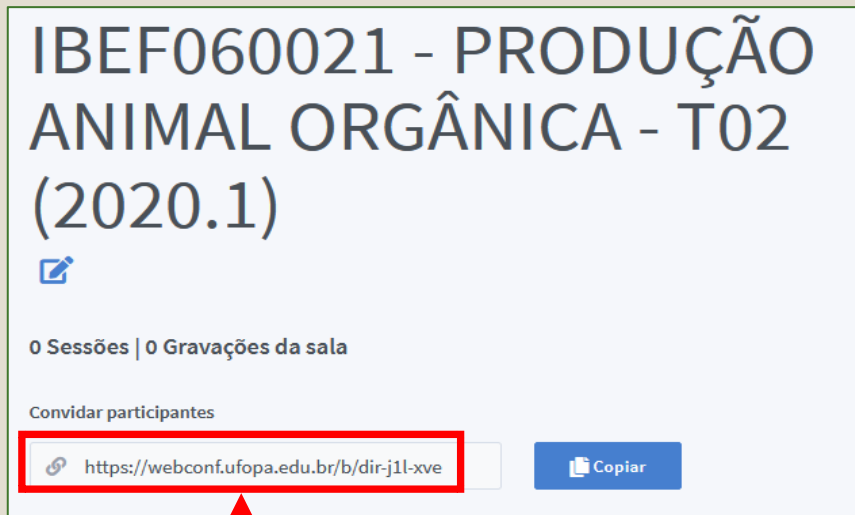 IBEF060021 - PRODUÇÃO
ANIMAL ORGÂNICA - T02
(2020.1)
0 Sessões | 0 Gravações da sala
Convidar participantes
https://webconf.ufopa.edu.br/b/dir-j1l-xve
Copiar